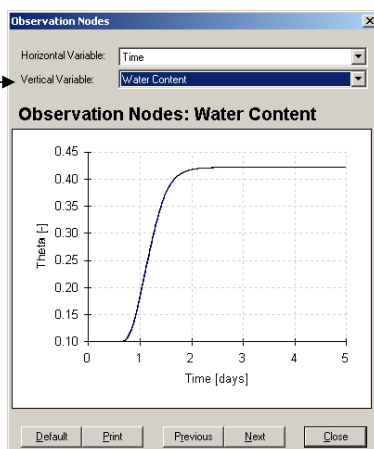 Observation Nodes
Horizontal Variable: Time
Vertical Variable: Water Content
Observation Nodes: Water Content
0.45
0.40
0.35
0.30
0.25
0.20
0.15
0.10
Theta [-]
0 1 2 3 4 5
Time [days]
Default Print Previous Next Close